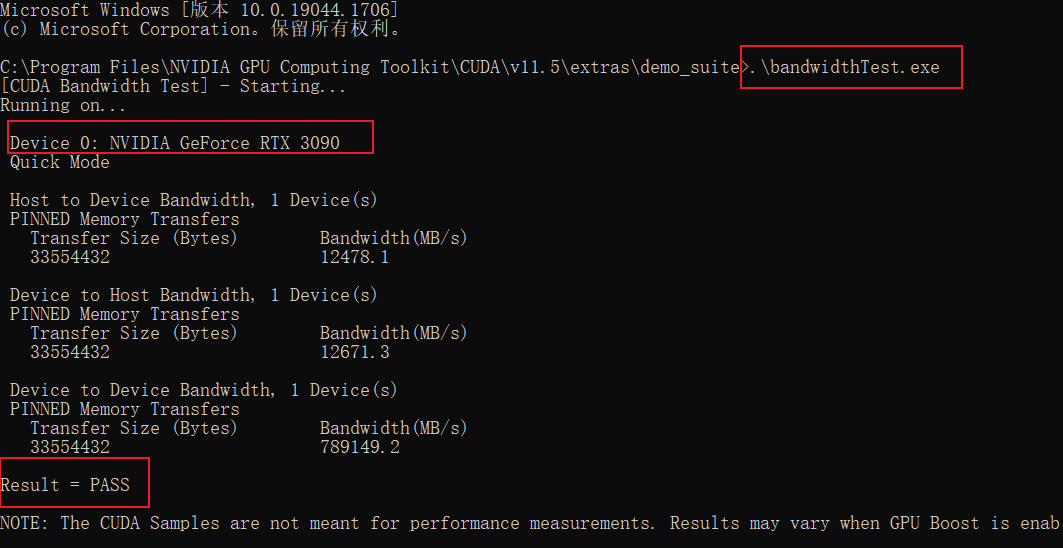 Microsoft Windows [版本 10.0.19044.1706]
(c) Microsoft Corporation。保留所有权利。
C:\Program Files\NVIDIA GPU Computing Toolkit\CUDA\v11.5\extras\demo_suite>.\bandwidthTest.exe
[CUDA Bandwidth Test] - Starting...
Running on...
Device 0: NVIDIA GeForce RTX 3090
Quick Mode
Host to Device Bandwidth, 1 Device(s)
PINNED Memory Transfers
Transfer Size (Bytes) Bandwidth(MB/s)
33554432 12478.1
Device to Host Bandwidth, 1 Device(s)
PINNED Memory Transfers
Transfer Size (Bytes) Bandwidth(MB/s)
33554432 12671.3
Device to Device Bandwidth, 1 Device(s)
PINNED Memory Transfers
Transfer Size (Bytes) Bandwidth(MB/s)
33554432 789149.2
Result = PASS
NOTE: The CUDA Samples are not meant for performance measurements. Results may vary when GPU Boost is enab